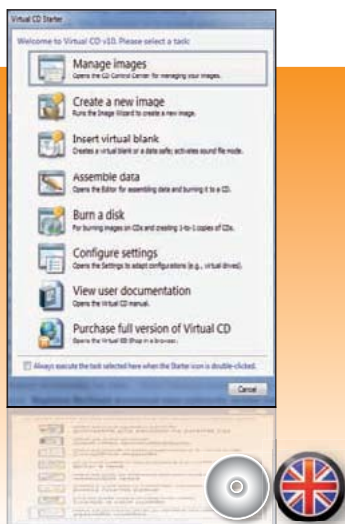 Virtual CD Starter
Welcome to Virtual CD v10. Please select a task:
Manage images
Opens the CD Control Center for managing your images.
Create a new image
Runs the Image Wizard to create a new image.
Insert virtual blank
Creates a virtual blank or a data safe; activates sound file mode.
Assemble data
Opens the Editor for assembling data and burning it to a CD.
Burn a disk
For burning images on CDs and creating 1-to-1 copies of CDs.
Configure settings
Opens the Settings to adapt configurations (e.g., virtual drives).
View user documentation
Opens the Virtual CD manual.
Purchase full version of Virtual CD
Opens the Virtual CD Shop in a browser.
Always execute the task selected here when the Starter icon is double-clicked.
Cancel